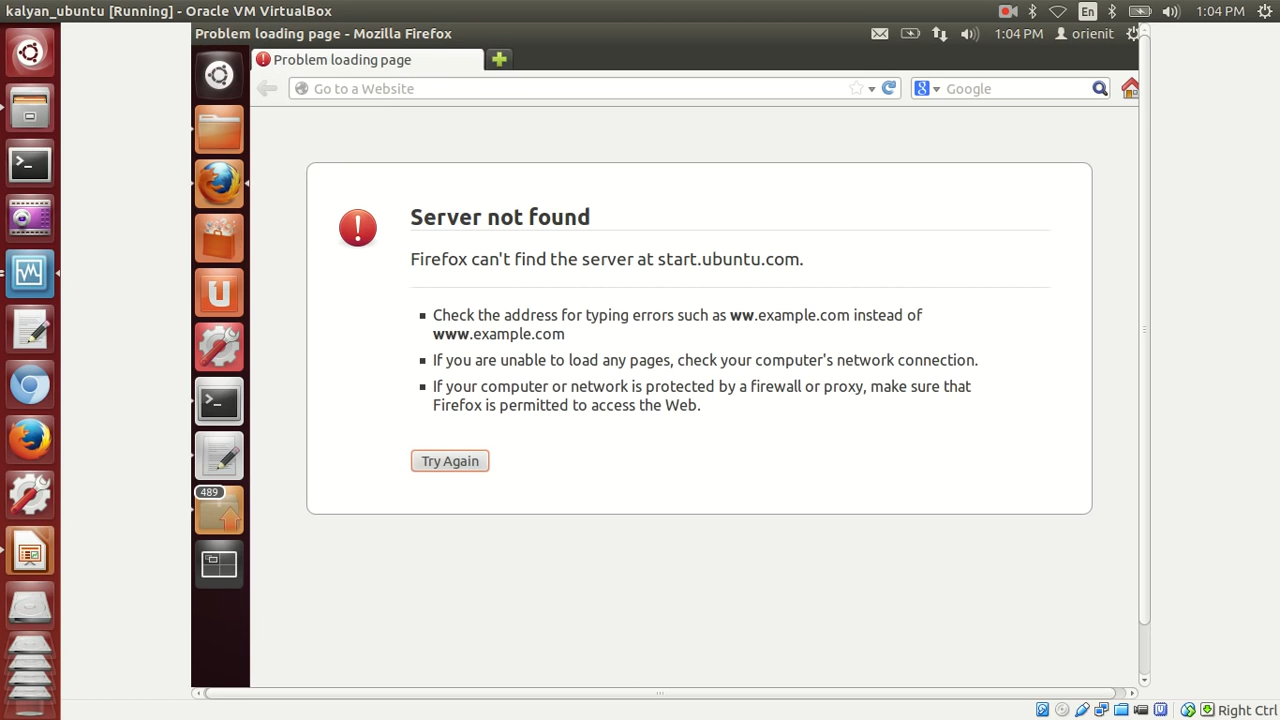 kalyan_ubuntu [Running] - Oracle VM VirtualBox
En
1:04 PM
Problem loading page - Mozilla Firefox
1:04 PM
orienit
Problem loading page
Go to a Website
Google
Server not found
Firefox can't find the server at start.ubuntu.com.
Check the address for typing errors such as ww.example.com instead of
www.example.com
If you are unable to load any pages, check your computer's network connection.
If your computer or network is protected by a firewall or proxy, make sure that
Firefox is permitted to access the Web.
Try Again
489
Right Ctrl